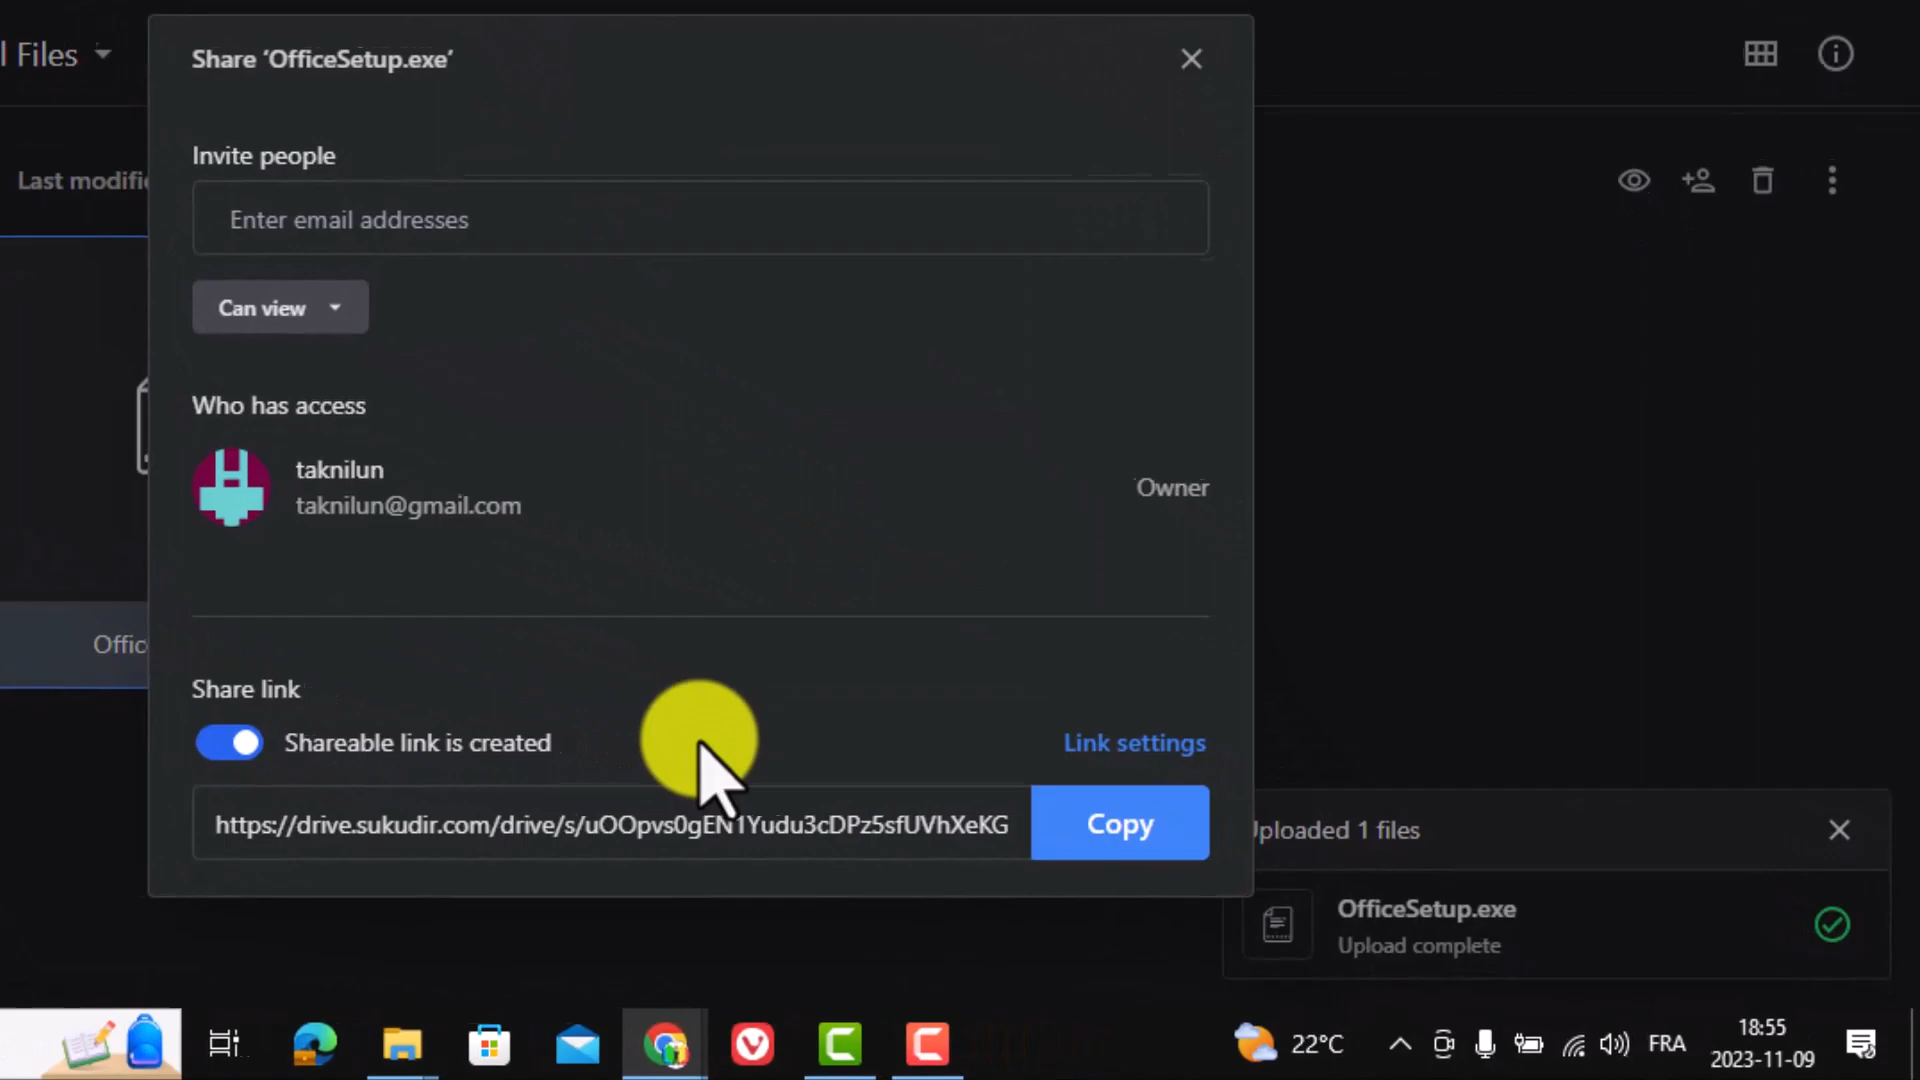 l Files
Share ‘OfficeSetup.exe’
Invite people
Last modifi
Enter email addresses
Can view
Who has access
taknilun
taknilun@gmail.com
Owner
Offic
Share link
Shareable link is created
Link settings
https://drive.sukudir.com/drive/s/uOOpvs0gEN1Yudu3cDPz5sfUVhXeKG
Copy
Uploaded 1 files
OfficeSetup.exe
Upload complete
22°C
FRA
18:55
2023-11-09